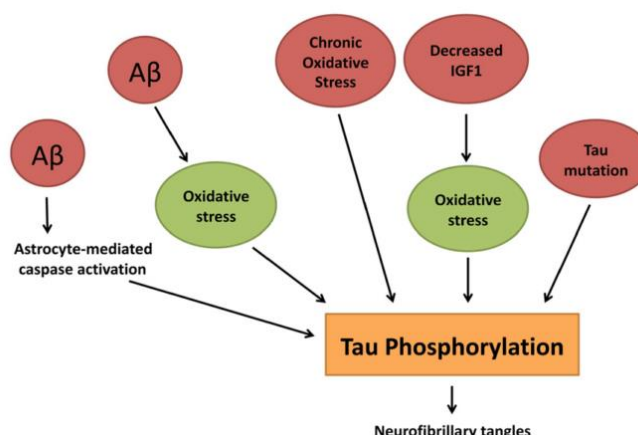 Aβ
Chronic
Oxidative
Stress
Decreased
IGF1
Aβ
Tau
mutation
Oxidative
stress
Oxidative
stress
Astrocyte-mediated
caspase activation
Tau Phosphorylation
Neurofibrillary tangles